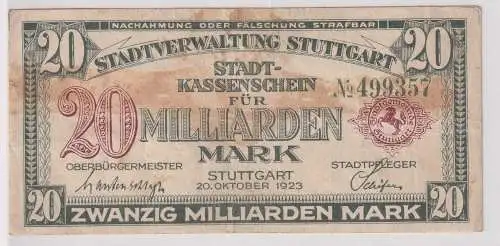 NACHAHMUNG ODER FÄLSCHUNG STRAFBAR
20 20
STADTVERWALTUNG STUTTGART
STADT-
KASSENSCHEIN
FÜR
№ 499357
20 MILLIARDEN
MARK
OBERBÜRGERMEISTER
STUTTGART
STADTPFLEGER
20. OKTOBER 1923
20 20
ZWANZIG MILLIARDEN MARK